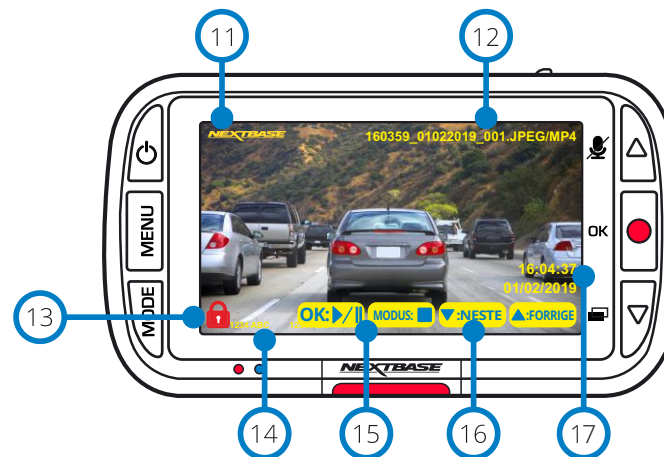 11
12
NEXTBASE
160359_01022019_001.JPEG/MP4
MENU
OK
16:04:37
01/02/2019
MODE
13
OK: ▶/II
MODUS: ■
▼:NESTE
▲:FORRIGE
NEXTBASE
14
15
16
17